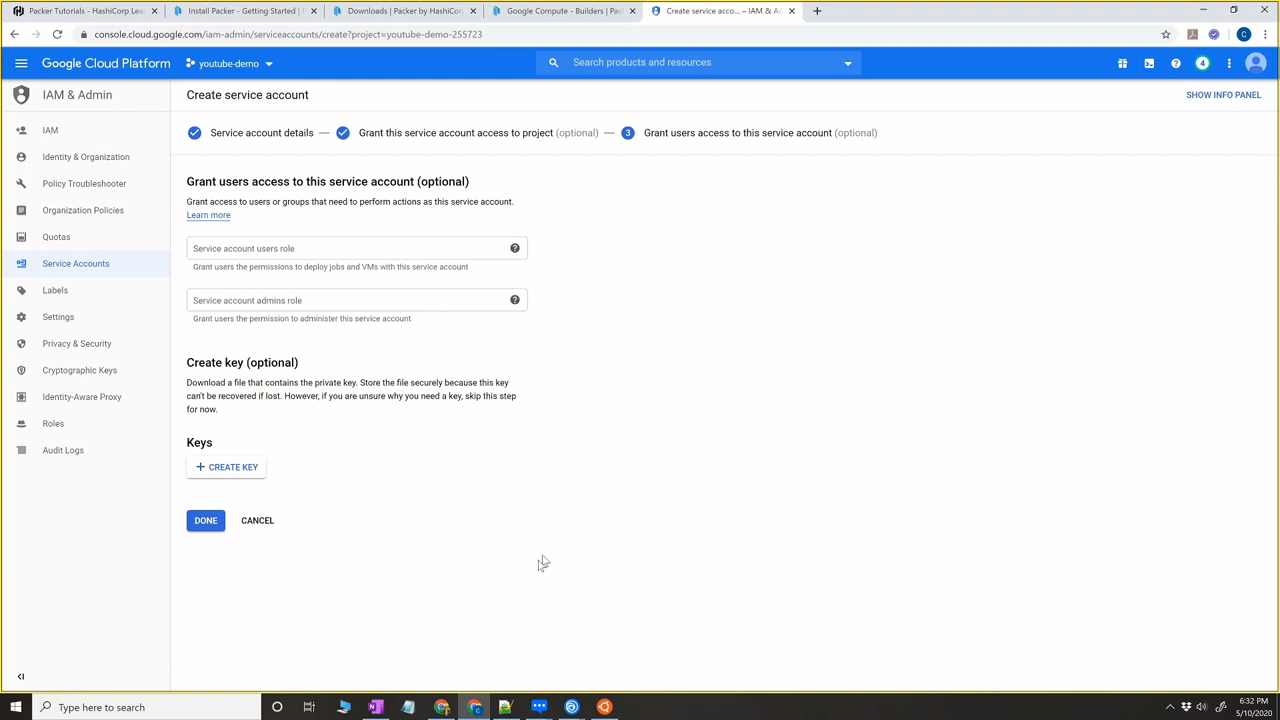 Packer Tutorials - HashiCorp Lea
Install Packer - Getting Started |
Downloads | Packer by HashiCorp
Google Compute - Builders | Pac
Create service acco... – IAM & A
console.cloud.google.com/iam-admin/serviceaccounts/create?project=youtube-demo-255723
C
Google Cloud Platform
youtube-demo
Search products and resources
4
IAM & Admin
Create service account
SHOW INFO PANEL
Service account details
Grant this service account access to project (optional)
3
Grant users access to this service account (optional)
IAM
Identity & Organization
Policy Troubleshooter
Organization Policies
Quotas
Service Accounts
Labels
Settings
Privacy & Security
Cryptographic Keys
Identity-Aware Proxy
Roles
Audit Logs
Grant users access to this service account (optional)
Grant access to users or groups that need to perform actions as this service account.
Learn more
Service account users role
Grant users the permissions to deploy jobs and VMs with this service account
Service account admins role
Grant users the permission to administer this service account
Create key (optional)
Download a file that contains the private key. Store the file securely because this key
can't be recovered if lost. However, if you are unsure why you need a key, skip this step
for now.
Keys
+ CREATE KEY
DONE
CANCEL
Type here to search
6:32 PM
5/10/2020